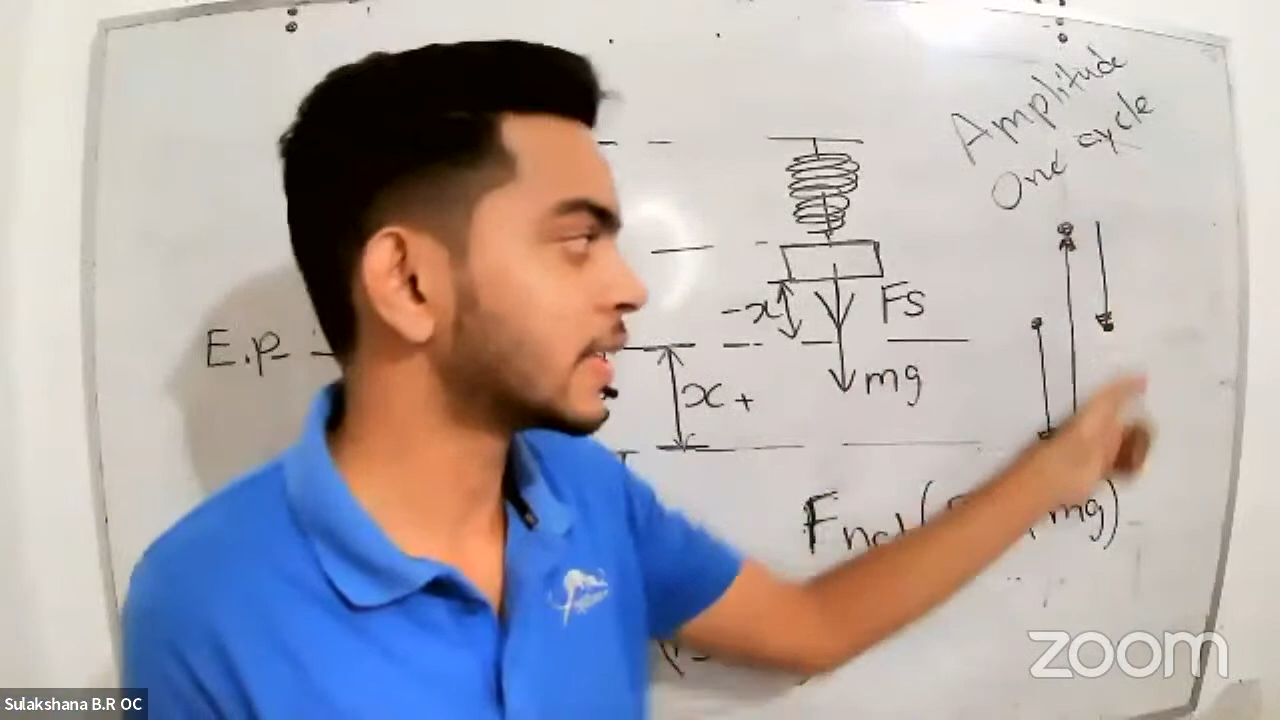 Amplitude
One cycle
-x
FS
E.P
mg
x +
mg)
zoom
Sulakshana B.R OC